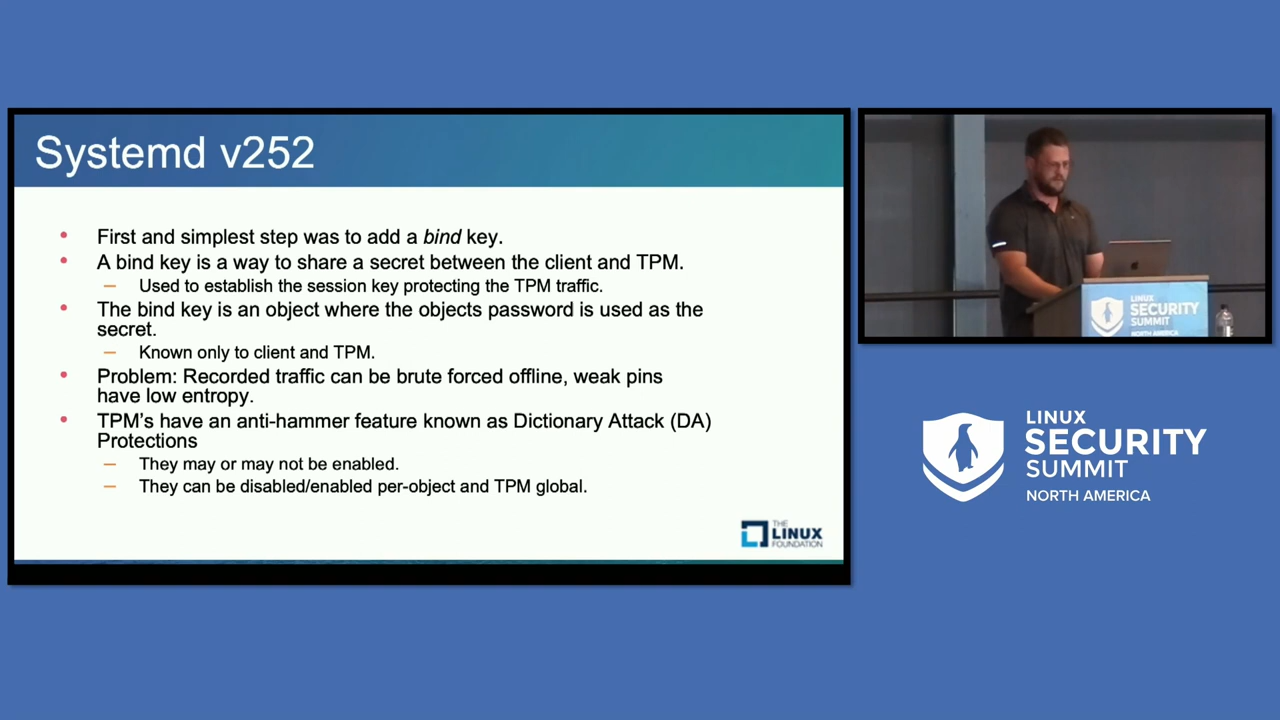 Systemd v252
• First and simplest step was to add a bind key.
• A bind key is a way to share a secret between the client and TPM.
– Used to establish the session key protecting the TPM traffic.
• The bind key is an object where the objects password is used as the
secret.
– Known only to client and TPM.
• Problem: Recorded traffic can be brute forced offline, weak pins
have low entropy.
• TPM's have an anti-hammer feature known as Dictionary Attack (DA)
Protections
– They may or may not be enabled.
– They can be disabled/enabled per-object and TPM global.
THE
LINUX
FOUNDATION
LINUX
SECURITY
SUMMIT
NORTH AMERICA
LINUX
SECURITY
SUMMIT
NORTH AMERICA